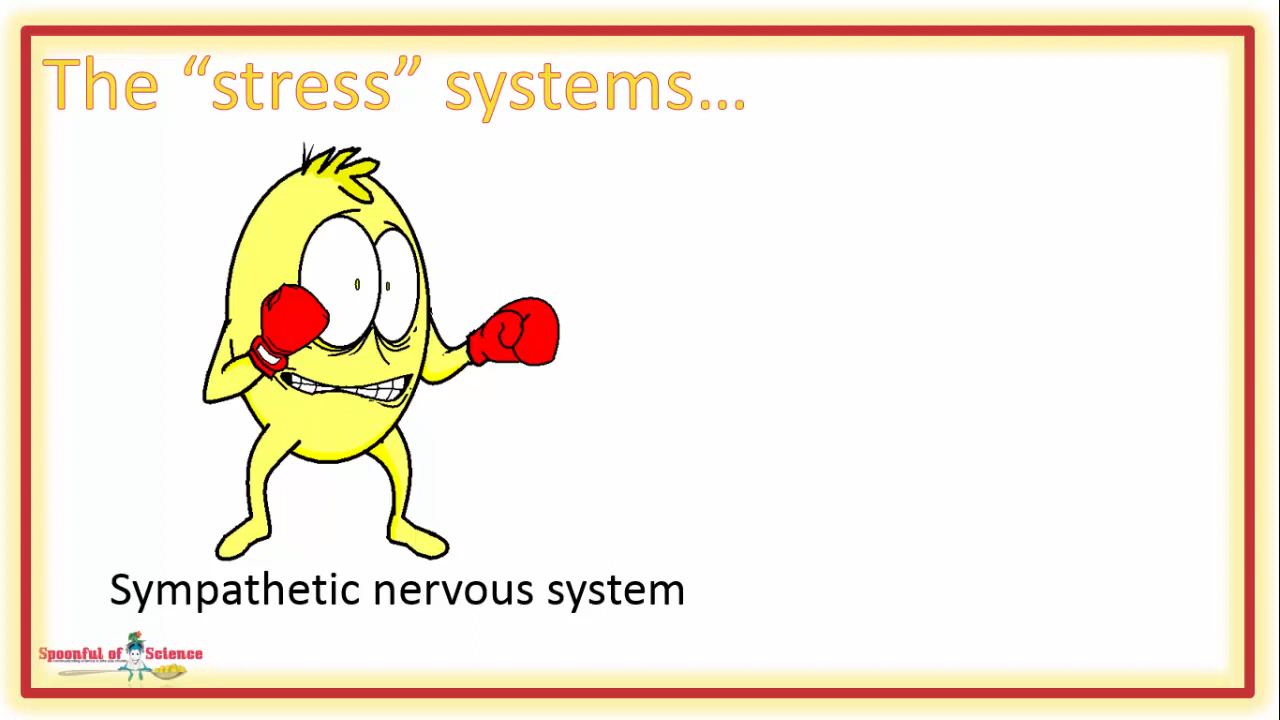 The “stress” systems...
Sympathetic nervous system
Spoonful of Science